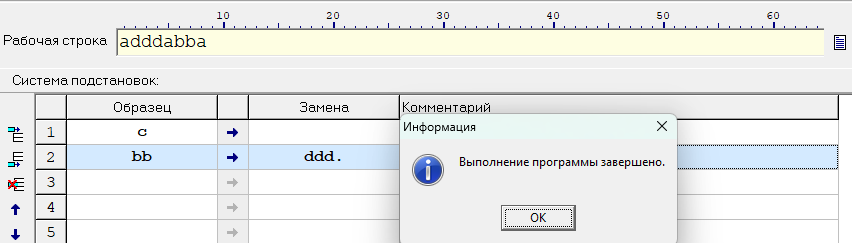 10 20 30 40 50 60
Рабочая строка adddabba
Система подстановок:
Образец Замена Комментарий
1 c
2 bb ddd.
3
4
5
Информация
Выполнение программы завершено.
OK